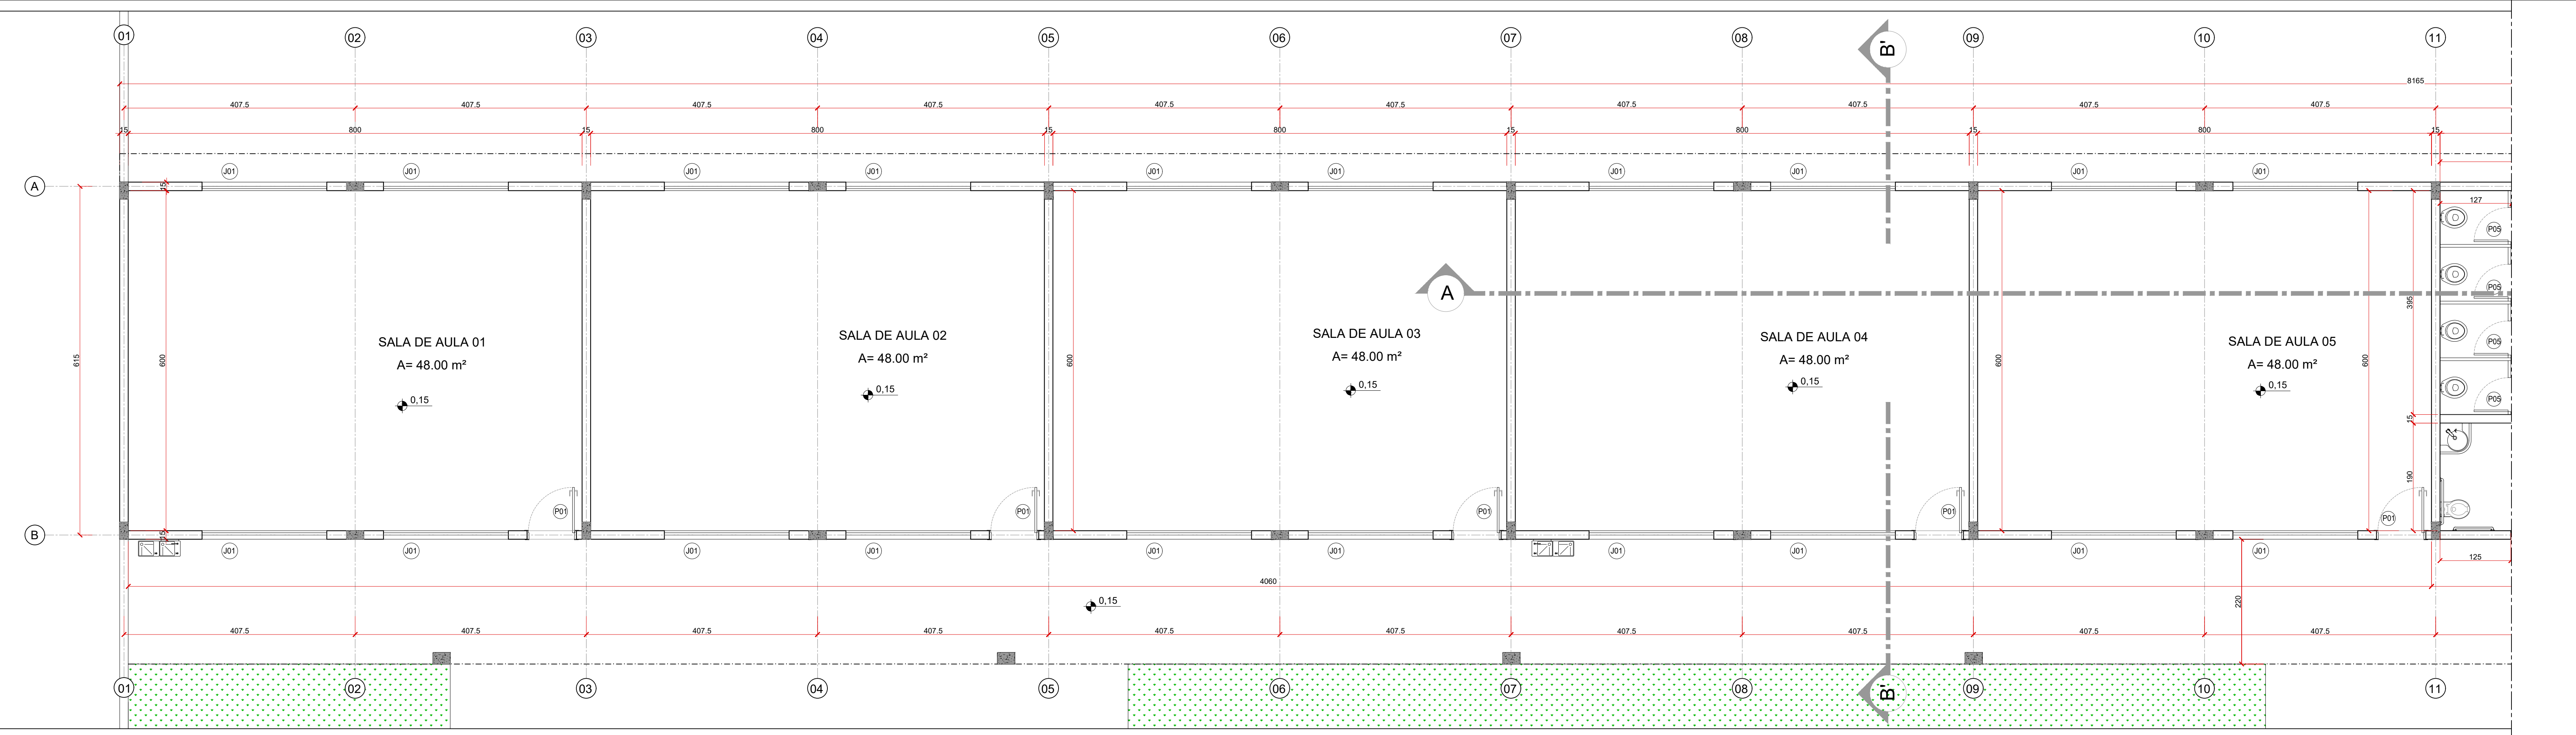 01 02 03 04 05 06 07 08 09 10 11
B'
8165
407.5 407.5 407.5 407.5 407.5 407.5 407.5 407.5 407.5 407.5
15 800 15 800 15 800 15 800 15 800 15
J01 J01 J01 J01 J01 J01 J01 J01 J01 J01
A
15
127
P05
P05
A
395
SALA DE AULA 01
A= 48.00 m²
0,15
SALA DE AULA 02
A= 48.00 m²
0,15
SALA DE AULA 03
A= 48.00 m²
0,15
SALA DE AULA 04
A= 48.00 m²
0,15
SALA DE AULA 05
A= 48.00 m²
0,15
615 600 600 600 600
P05
P05
15
190
P01 P01 P01 P01 P01
B
15
J01 J01 J01 J01 J01 J01 J01 J01 J01 J01
125
4060
0,15
220
407.5 407.5 407.5 407.5 407.5 407.5 407.5 407.5 407.5 407.5
01 02 03 04 05 06 07 08 09 10 11
B'